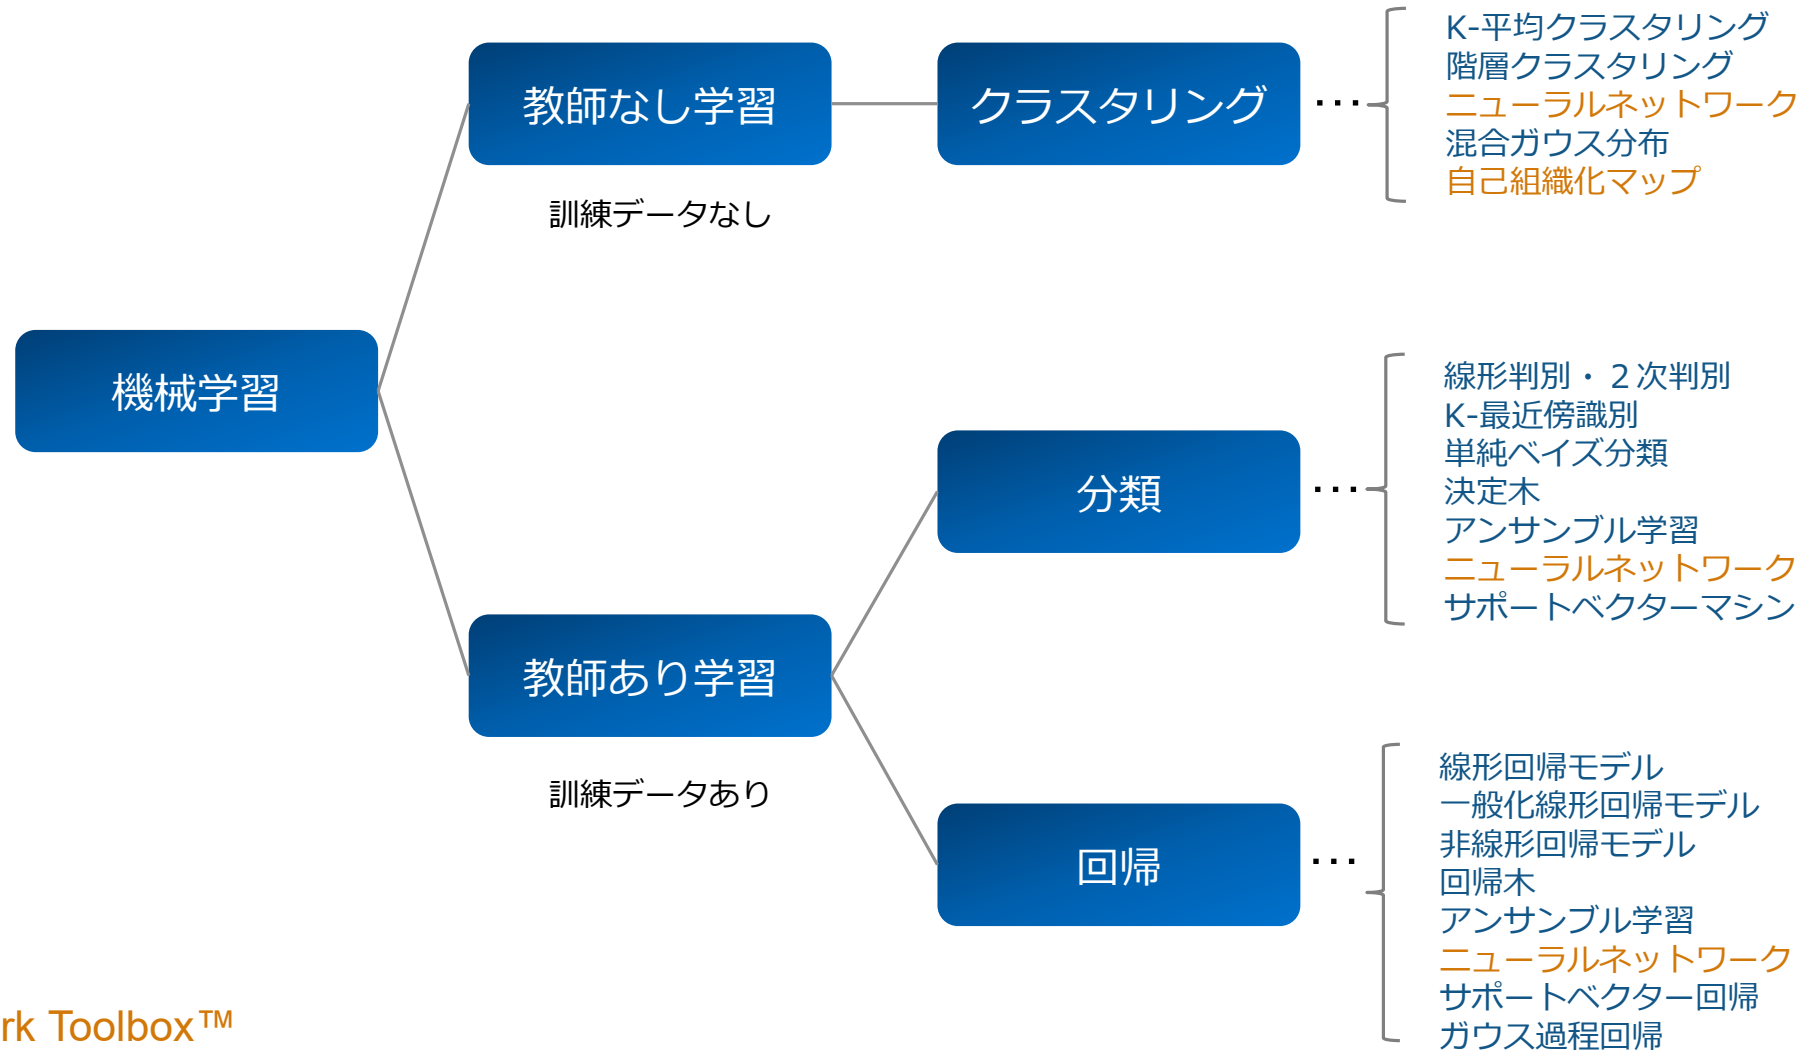 機械学習
教師なし学習
訓練データなし
クラスタリング
...
K-平均クラスタリング
階層クラスタリング
ニューラルネットワーク
混合ガウス分布
自己組織化マップ
教師あり学習
訓練データあり
分類
...
線形判別・２次判別
K-最近傍識別
単純ベイズ分類
決定木
アンサンブル学習
ニューラルネットワーク
サポートベクターマシン
回帰
...
線形回帰モデル
一般化線形回帰モデル
非線形回帰モデル
回帰木
アンサンブル学習
ニューラルネットワーク
サポートベクター回帰
ガウス過程回帰
rk Toolbox™